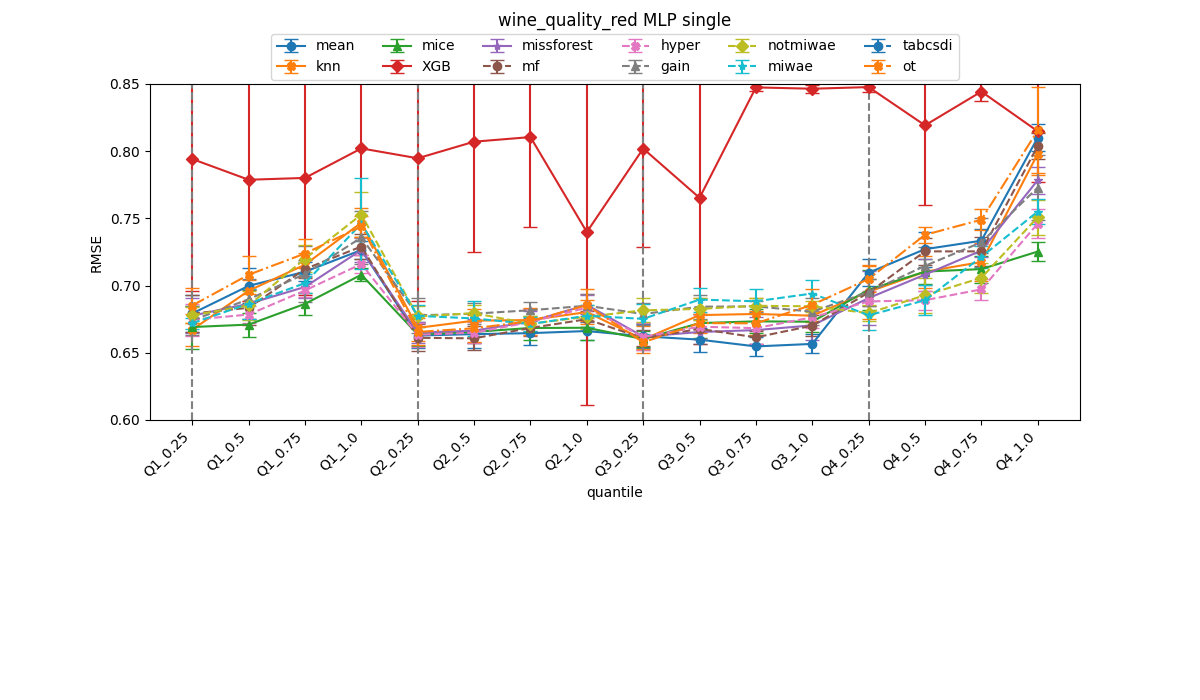 wine_quality_red MLP single
mean mice missforest hyper notmiwae tabcsdi
knn XGB mf gain miwae ot
0.85
0.80
0.75
0.70
0.65
0.60
RMSE
Q1_0.25 Q1_0.5 Q1_0.75 Q1_1.0 Q2_0.25 Q2_0.5 Q2_0.75 Q2_1.0 Q3_0.25 Q3_0.5 Q3_0.75 Q3_1.0 Q4_0.25 Q4_0.5 Q4_0.75 Q4_1.0
quantile